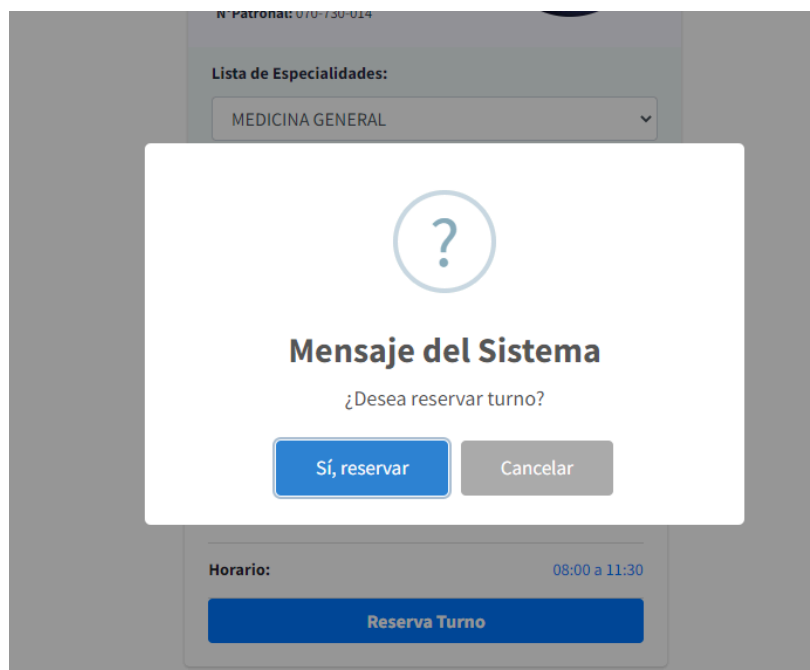 N°Patronal: 070-730-014
Lista de Especialidades:
MEDICINA GENERAL
?
Mensaje del Sistema
¿Desea reservar turno?
Sí, reservar Cancelar
Horario: 08:00 a 11:30
Reserva Turno